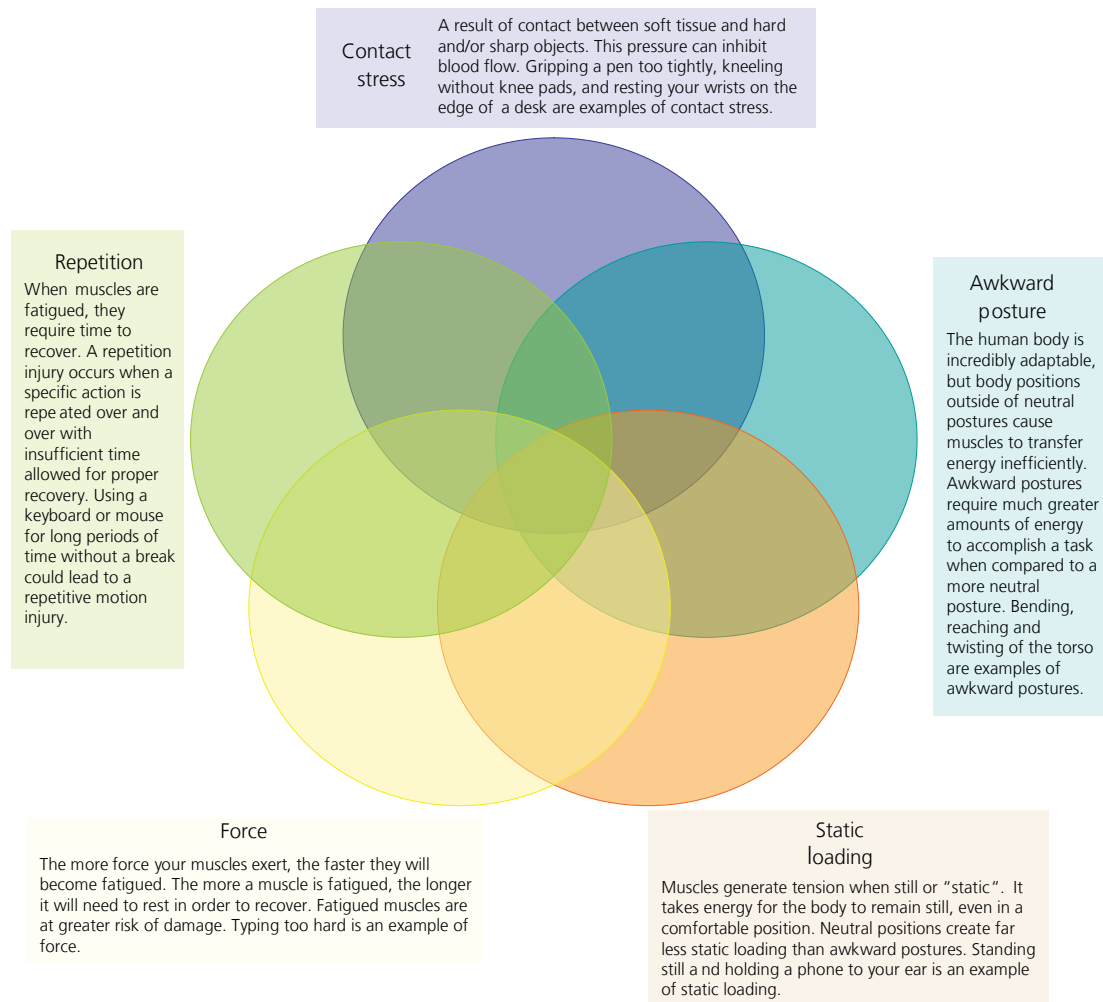 Contact
stress
A result of contact between soft tissue and hard
and/or sharp objects. This pressure can inhibit
blood flow. Gripping a pen too tightly, kneeling
without knee pads, and resting your wrists on the
edge of a desk are examples of contact stress.
Repetition
When muscles are
fatigued, they
require time to
recover. A repetition
injury occurs when a
specific action is
repeated over and
over with
insufficient time
allowed for proper
recovery. Using a
keyboard or mouse
for long periods of
time without a break
could lead to a
repetitive motion
injury.
Awkward
posture
The human body is
incredibly adaptable,
but body positions
outside of neutral
postures cause
muscles to transfer
energy inefficiently.
Awkward postures
require much greater
amounts of energy
to accomplish a task
when compared to a
more neutral
posture. Bending,
reaching and
twisting of the torso
are examples of
awkward postures.
Force
The more force your muscles exert, the faster they will
become fatigued. The more a muscle is fatigued, the longer
it will need to rest in order to recover. Fatigued muscles are
at greater risk of damage. Typing too hard is an example of
force.
Static
loading
Muscles generate tension when still or “static“. It
takes energy for the body to remain still, even in a
comfortable position. Neutral positions create far
less static loading than awkward postures. Standing
still and holding a phone to your ear is an example
of static loading.